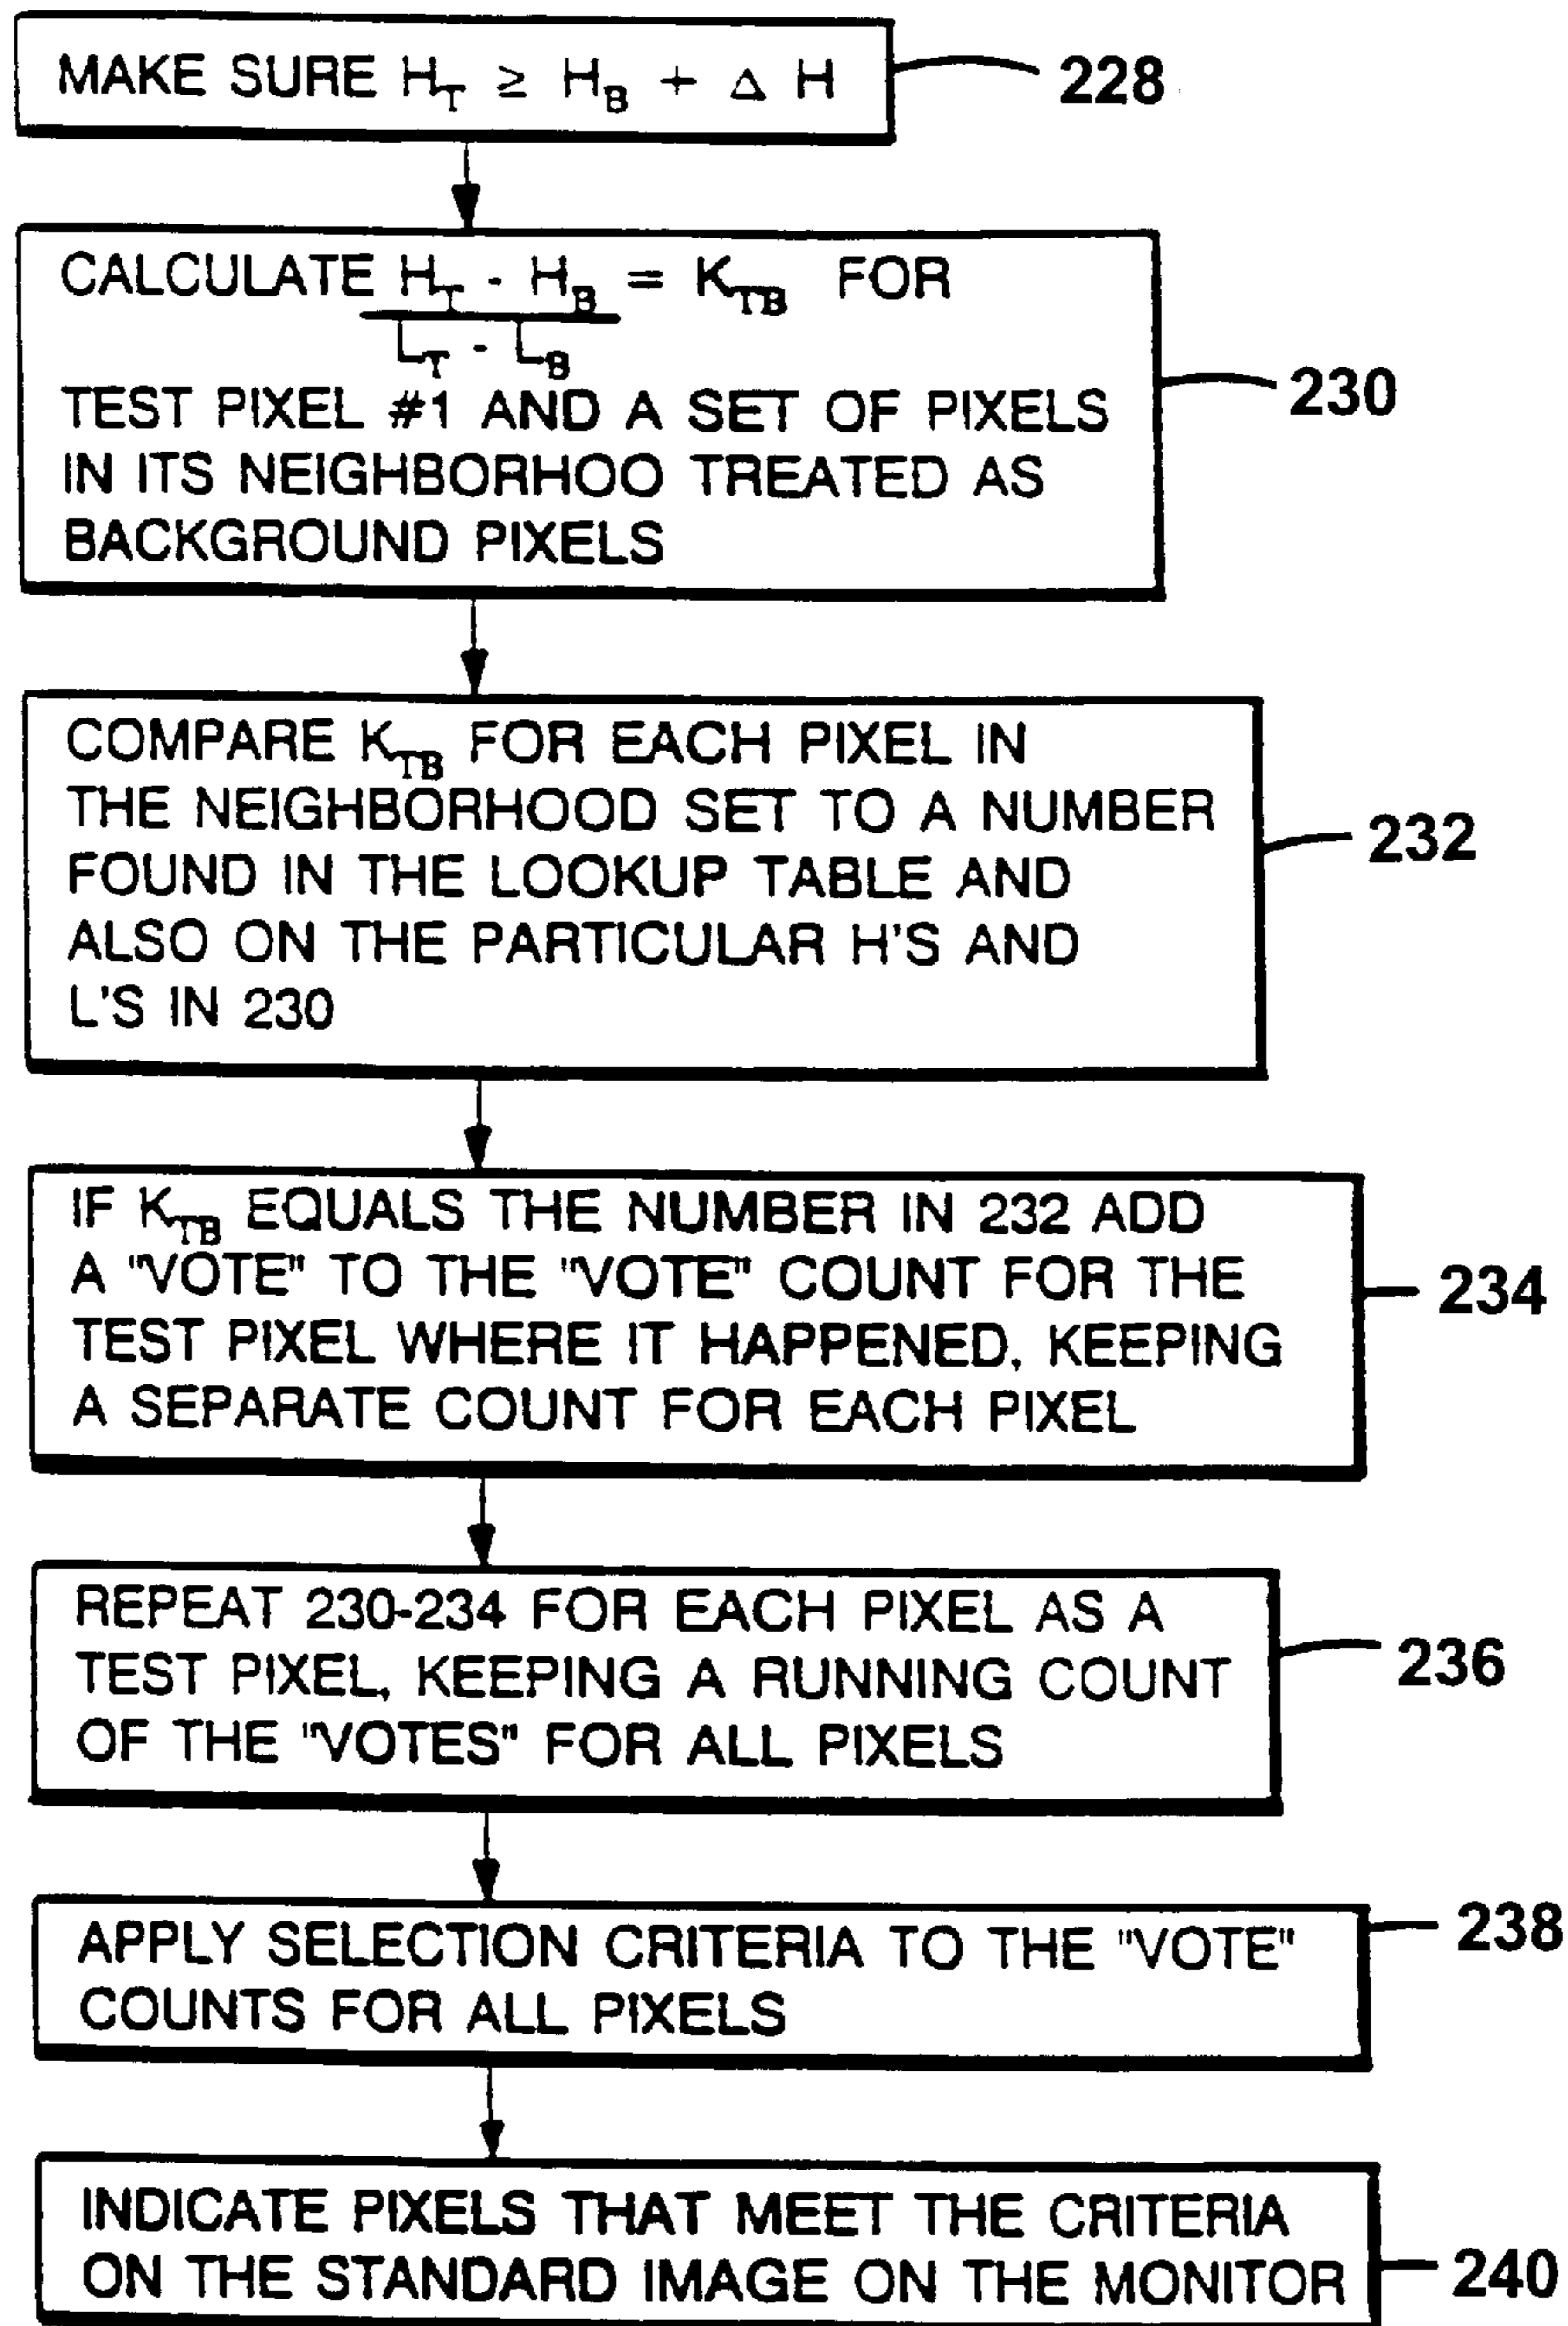 MAKE SURE H_T ≥ H_B + Δ H
228
CALCULATE H_T - H_B = K_TB FOR
L_T - L_B
TEST PIXEL #1 AND A SET OF PIXELS
IN ITS NEIGHBORHOO TREATED AS
BACKGROUND PIXELS
230
COMPARE K_TB FOR EACH PIXEL IN
THE NEIGHBORHOOD SET TO A NUMBER
FOUND IN THE LOOKUP TABLE AND
ALSO ON THE PARTICULAR H'S AND
L'S IN 230
232
IF K_TB EQUALS THE NUMBER IN 232 ADD
A "VOTE" TO THE "VOTE" COUNT FOR THE
TEST PIXEL WHERE IT HAPPENED, KEEPING
A SEPARATE COUNT FOR EACH PIXEL
234
REPEAT 230-234 FOR EACH PIXEL AS A
TEST PIXEL, KEEPING A RUNNING COUNT
OF THE "VOTES" FOR ALL PIXELS
236
APPLY SELECTION CRITERIA TO THE "VOTE"
COUNTS FOR ALL PIXELS
238
INDICATE PIXELS THAT MEET THE CRITERIA
ON THE STANDARD IMAGE ON THE MONITOR
240